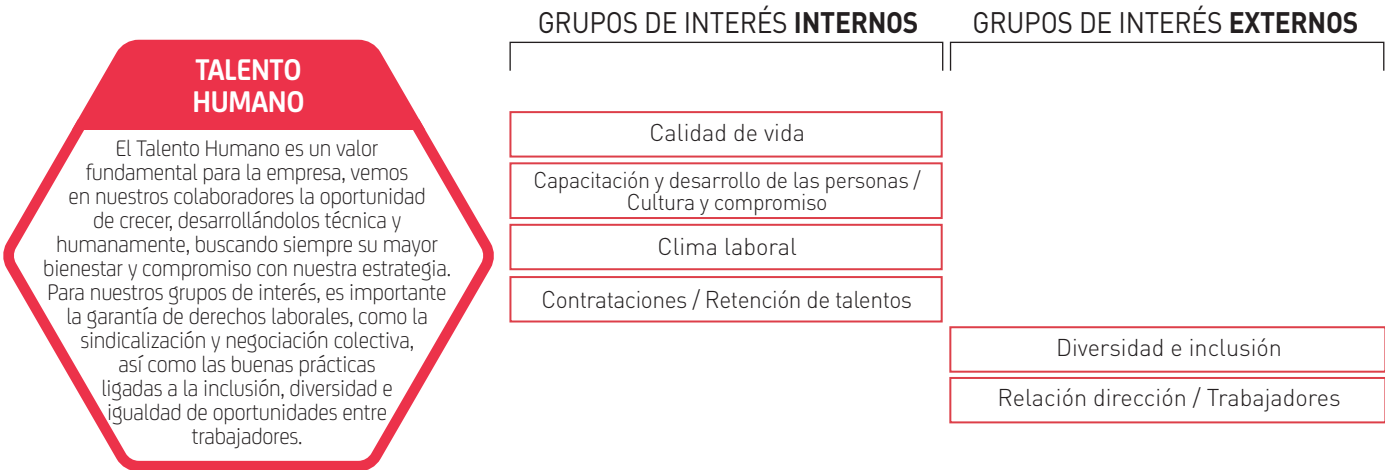 GRUPOS DE INTERÉS INTERNOS
GRUPOS DE INTERÉS EXTERNOS
TALENTO
HUMANO
El Talento Humano es un valor
fundamental para la empresa, vemos
en nuestros colaboradores la oportunidad
de crecer, desarrollándolos técnica y
humanamente, buscando siempre su mayor
bienestar y compromiso con nuestra estrategia.
Para nuestros grupos de interés, es importante
la garantía de derechos laborales, como la
sindicalización y negociación colectiva,
así como las buenas prácticas
ligadas a la inclusión, diversidad e
igualdad de oportunidades entre
trabajadores.
Calidad de vida
Capacitación y desarrollo de las personas /
Cultura y compromiso
Clima laboral
Contrataciones / Retención de talentos
Diversidad e inclusión
Relación dirección / Trabajadores